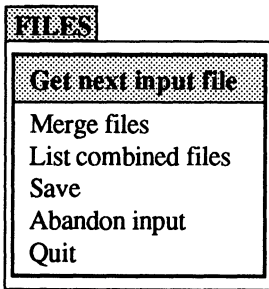 FILES
Get next input file
Merge files
List combined files
Save
Abandon input
Quit